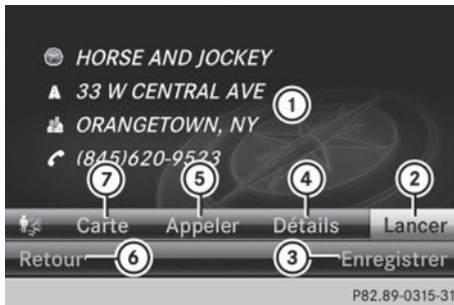 HORSE AND JOCKEY
33 W CENTRAL AVE
1
ORANGETOWN, NY
(845)620-9523
7 5 4 2
Carte Appeler Détails Lancer
Retour 6 3 Enregistrer
P82.89-0315-31